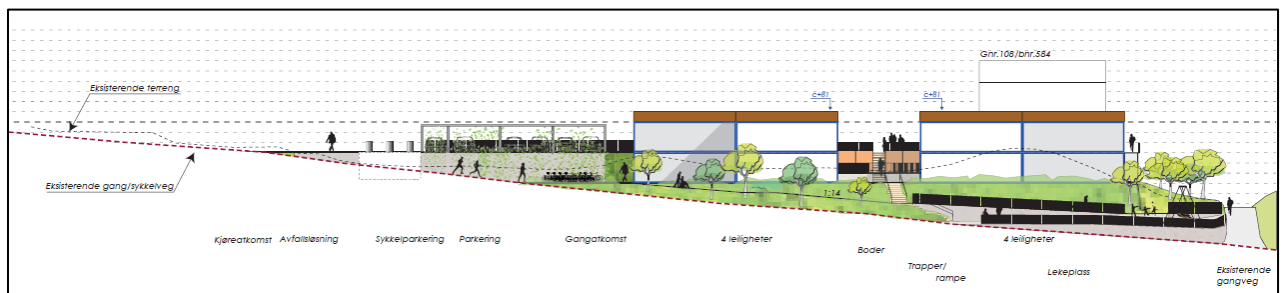 Gnr.108/bnr.584
Eksisterende terreng
c+81
c+81
Eksisterende gang/sykkelveg
1:14
Kjøreatkomst
Avfallsløsning
Sykkelparkering
Parkering
Gangatkomst
4 leiligheter
Boder
4 leiligheter
Trapper/
rampe
Lekeplass
Eksisterende
gangveg